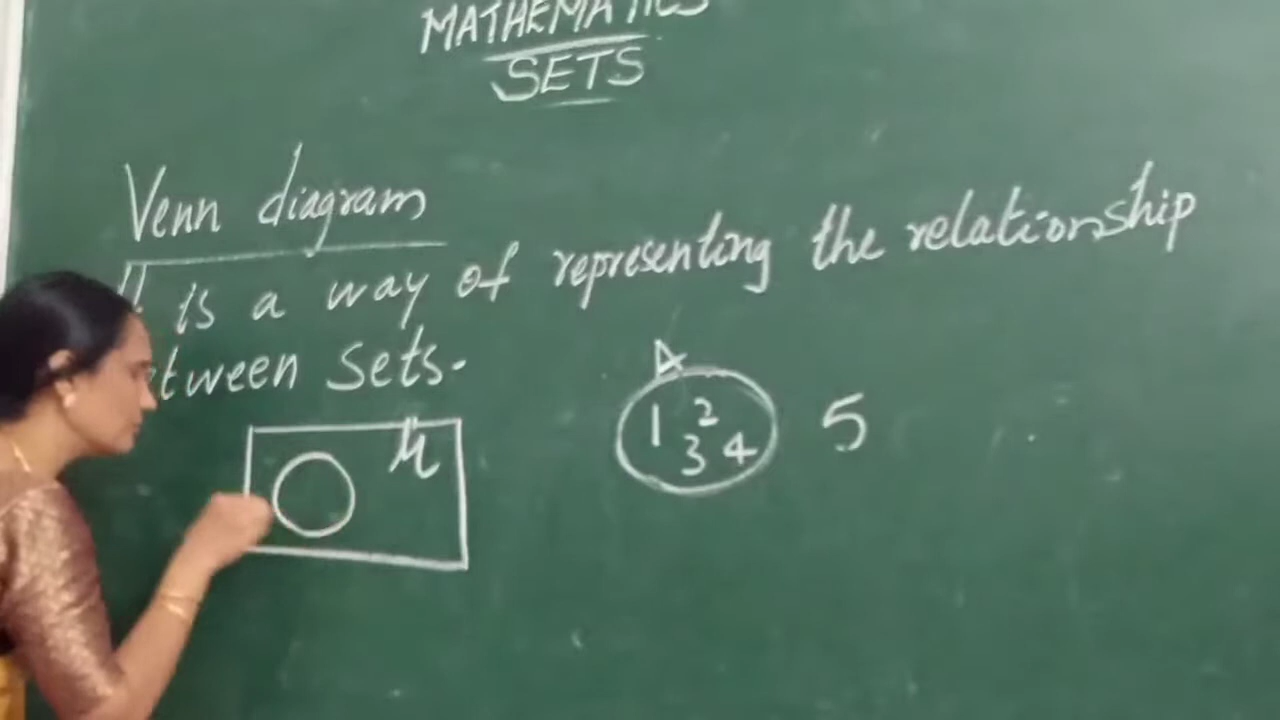 MATHEMATICS
SETS
Venn diagram
is a way of representing the relationship
tween sets.
A
μ
1 2 3 4 5